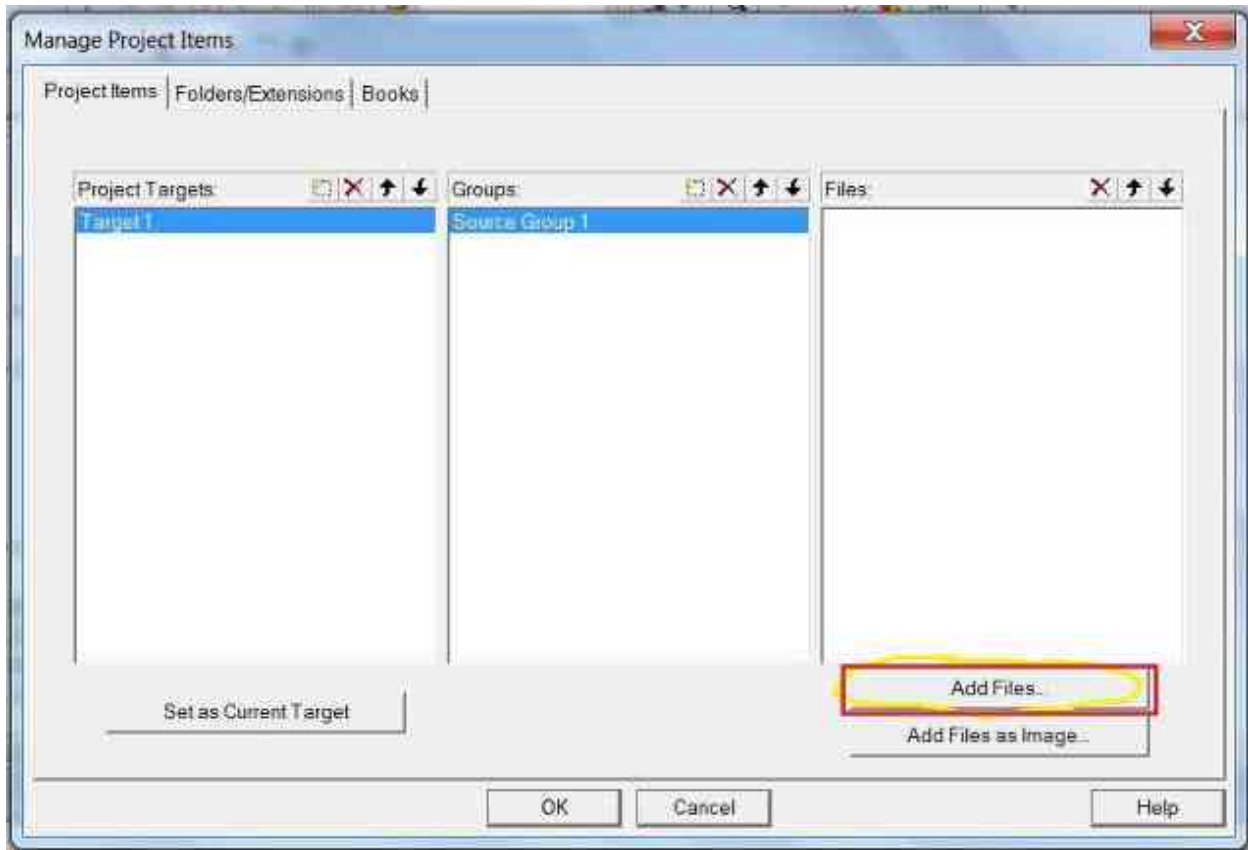 Manage Project Items
Project Items Folders/Extensions Books
Project Targets: Groups: Files:
Target 1 Source Group 1
Add Files...
Set as Current Target
Add Files as Image...
OK Cancel Help